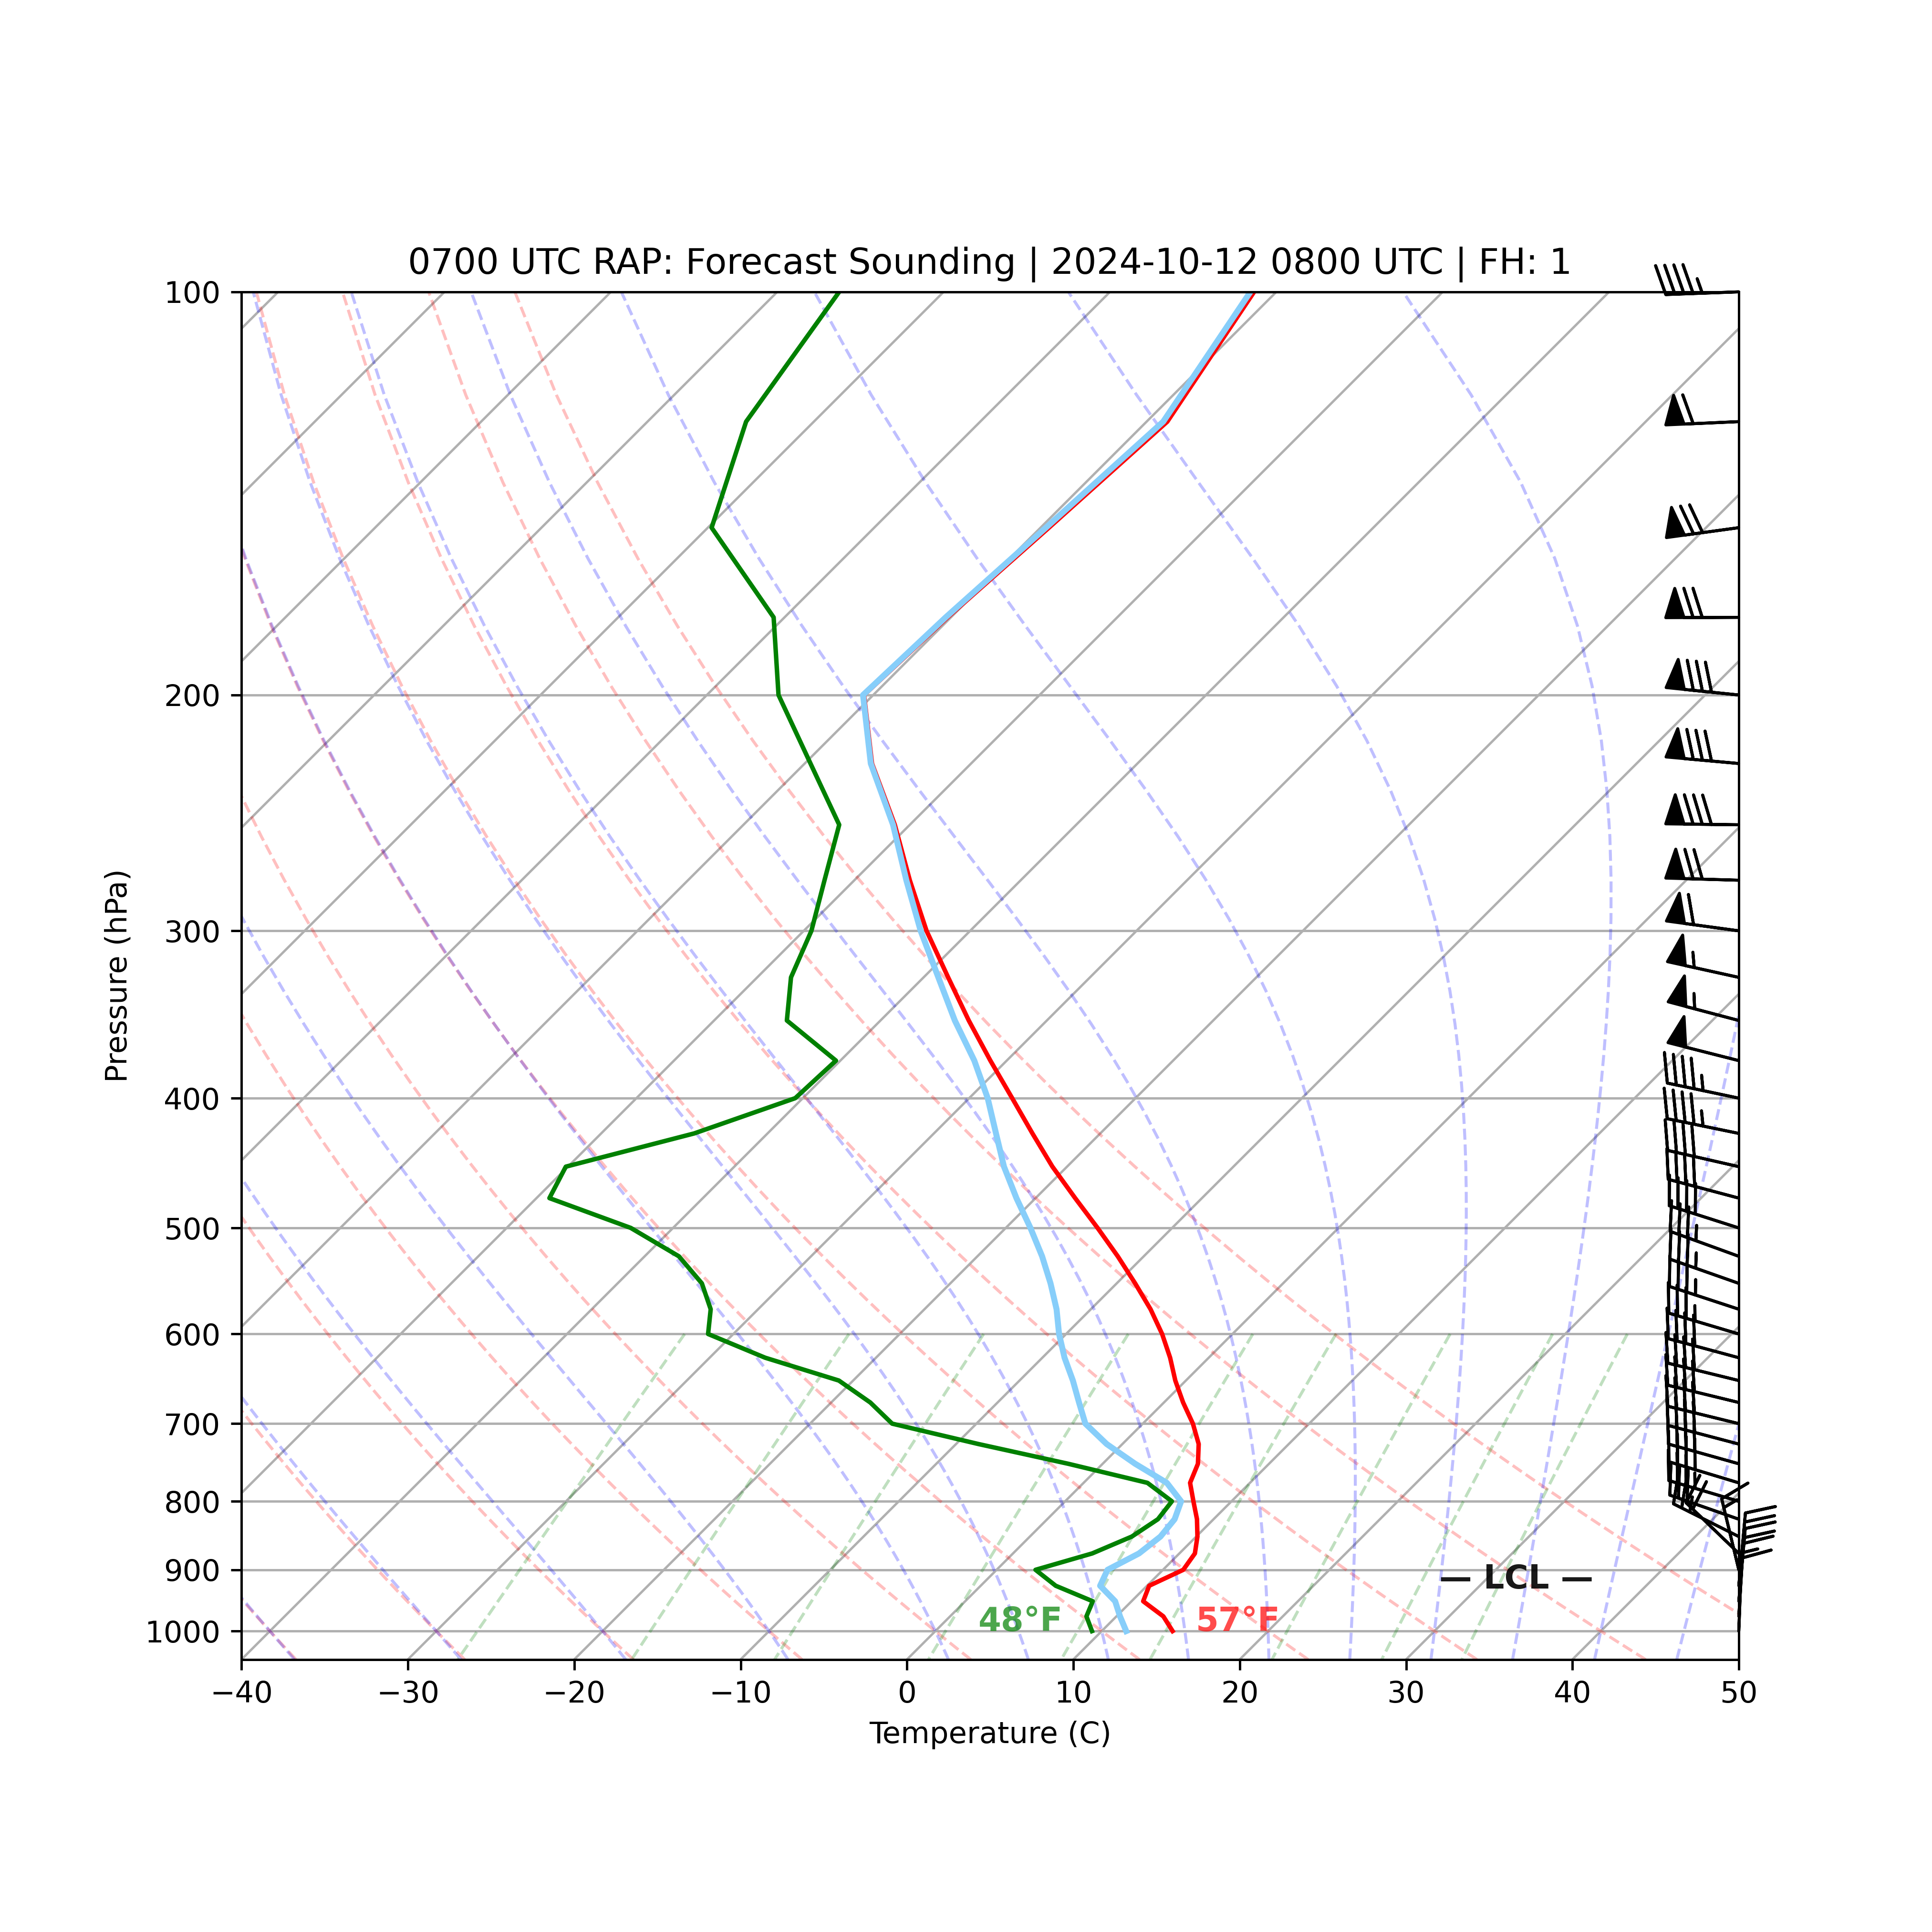 0700 UTC RAP: Forecast Sounding | 2024-10-12 0800 UTC | FH: 1
100
200
300
400
500
600
700
800
900
1000
Pressure (hPa)
— LCL —
48°F
57°F
−40 −30 −20 −10 0 10 20 30 40 50
Temperature (C)